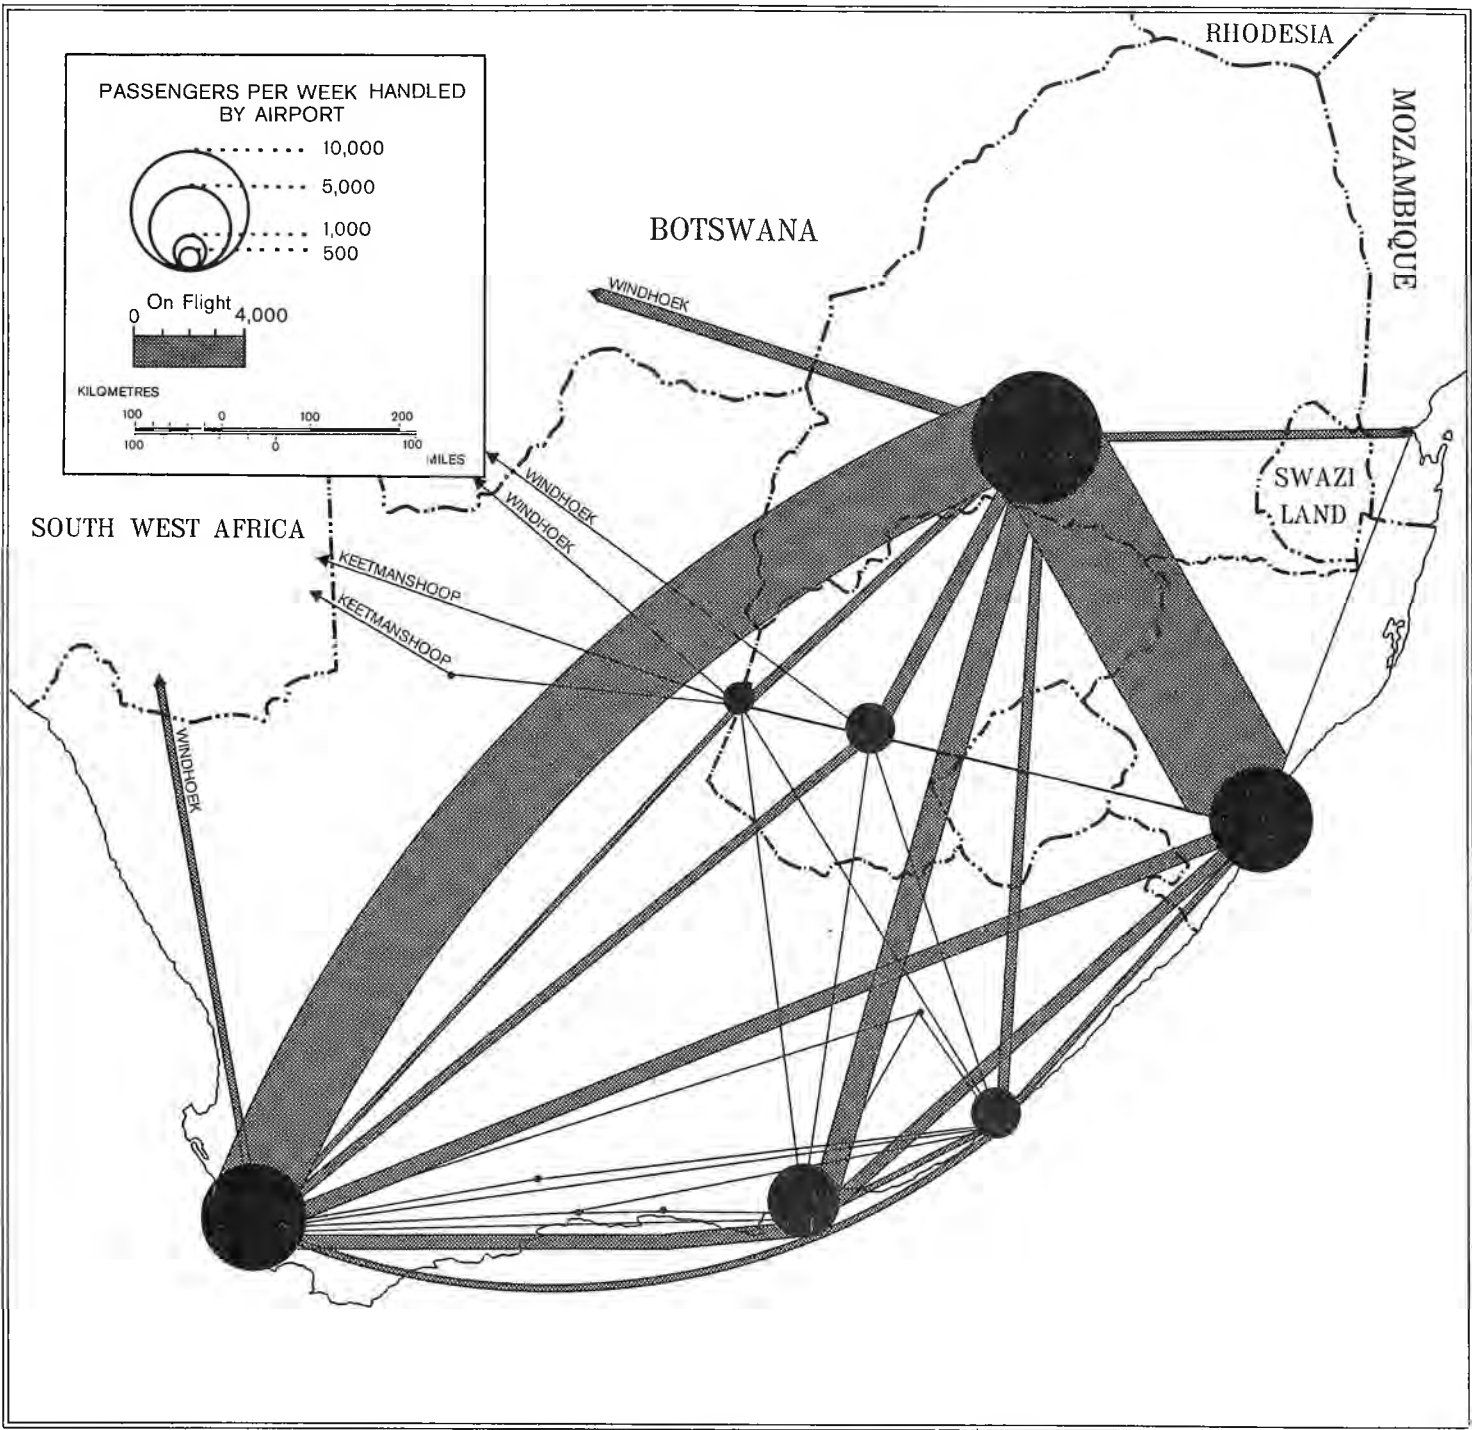 RHODESIA
PASSENGERS PER WEEK HANDLED
BY AIRPORT
10,000
5,000
1,000
500
On Flight
0 4,000
KILOMETRES
100 0 100 200
100 0 100
MILES
MOZAMBIQUE
BOTSWANA
WINDHOEK
WINDHOEK
WINDHOEK
SWAZI
LAND
SOUTH WEST AFRICA
KEETMANSHOOP
KEETMANSHOOP
WINDHOEK